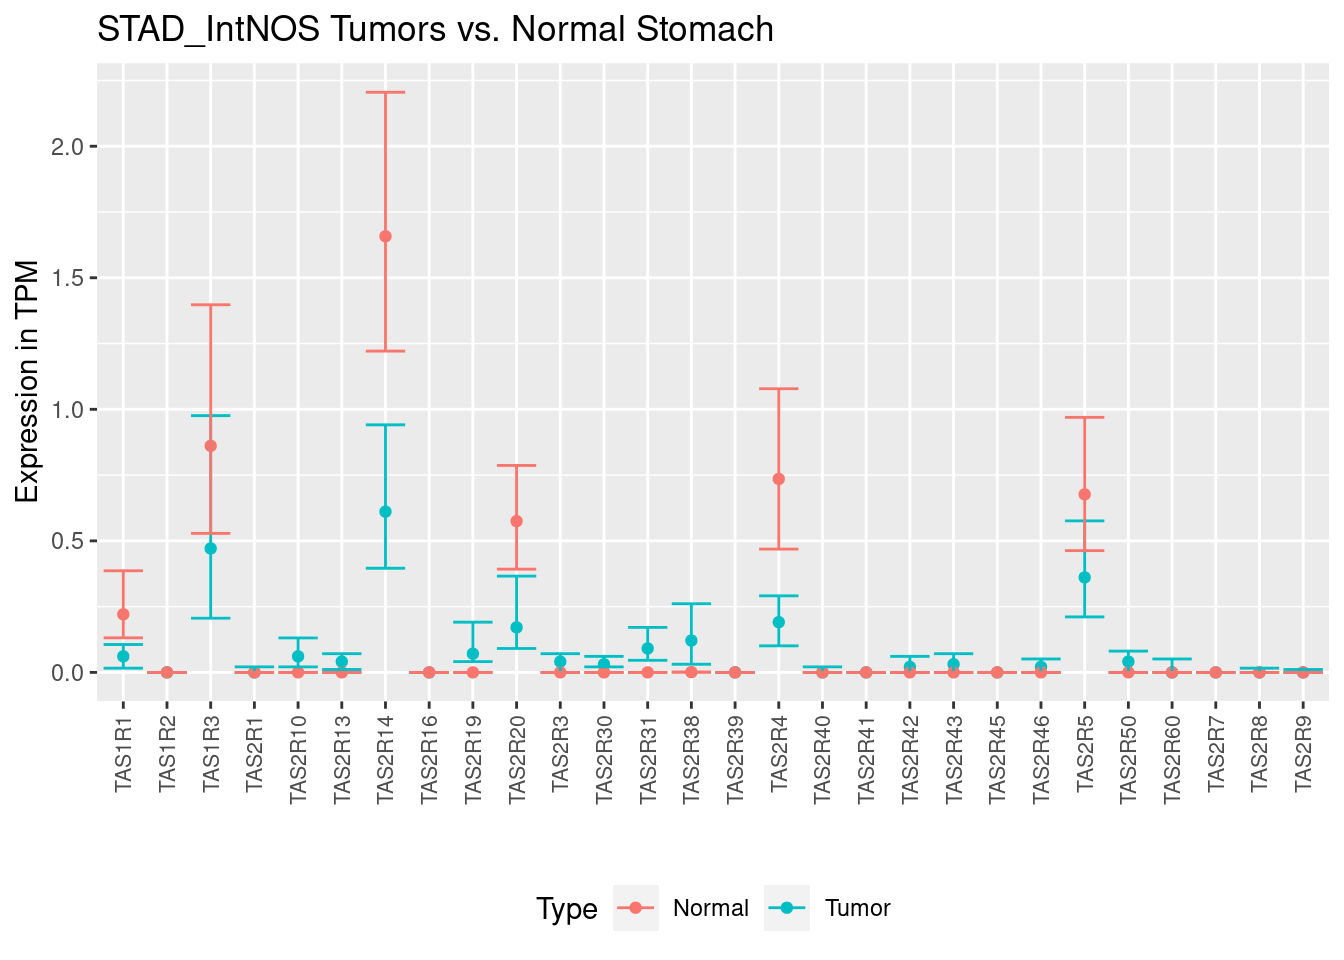 STAD_IntNOS Tumors vs. Normal Stomach
Expression in TPM
2.0
1.5
1.0
0.5
0.0
TAS1R1
TAS1R2
TAS1R3
TAS2R1
TAS2R10
TAS2R13
TAS2R14
TAS2R16
TAS2R19
TAS2R20
TAS2R3
TAS2R30
TAS2R31
TAS2R38
TAS2R39
TAS2R4
TAS2R40
TAS2R41
TAS2R42
TAS2R43
TAS2R45
TAS2R46
TAS2R5
TAS2R50
TAS2R60
TAS2R7
TAS2R8
TAS2R9
Type Normal Tumor